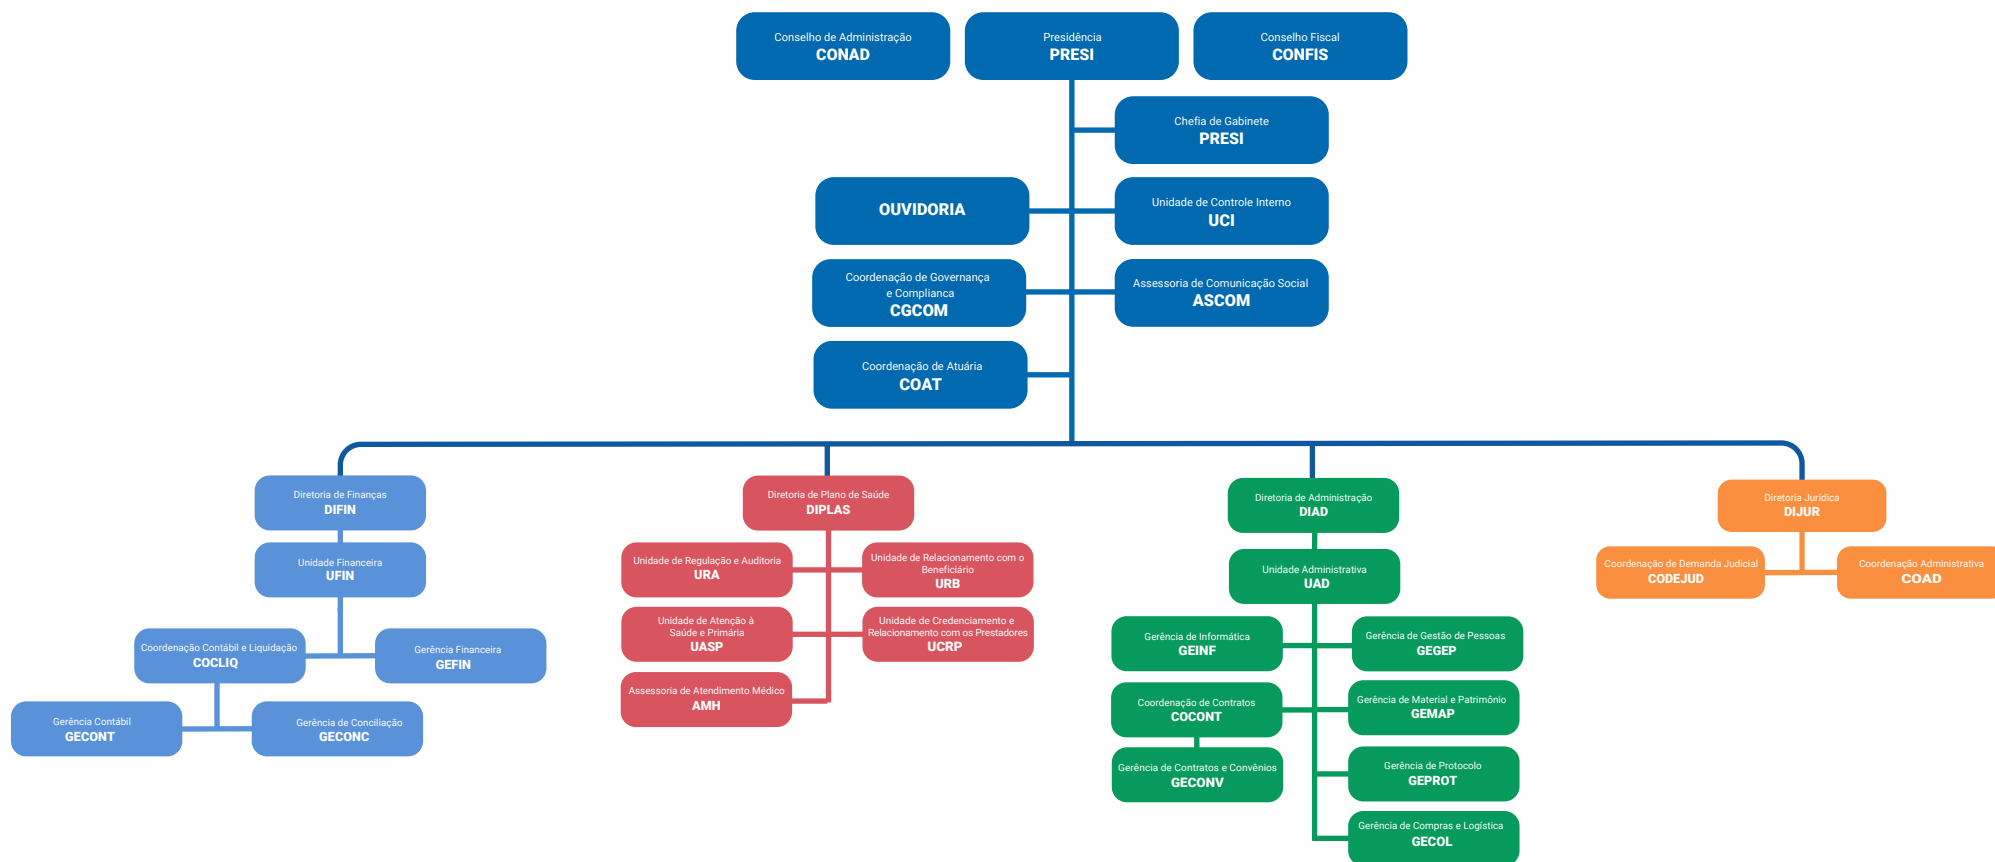 Conselho de Administração
CONAD
Presidência
PRESI
Conselho Fiscal
CONFIS
Chefia de Gabinete
PRESI
OUVIDORIA
Unidade de Controle Interno
UCI
Coordenação de Governança
e Complianca
CGCOM
Assessoria de Comunicação Social
ASCOM
Coordenação de Atuária
COAT
Diretoria de Finanças
DIFIN
Unidade Financeira
UFIN
Coordenação Contábil e Liquidação
COCLIQ
Gerência Financeira
GEFIN
Gerência Contábil
GECONT
Gerência de Conciliação
GECONC
Diretoria de Plano de Saúde
DIPLAS
Unidade de Regulação e Auditoria
URA
Unidade de Relacionamento com o
Beneficiário
URB
Unidade de Atenção à
Saúde e Primária
UASP
Unidade de Credenciamento e
Relacionamento com os Prestadores
UCRP
Assessoria de Atendimento Médico
AMH
Diretoria de Administração
DIAD
Unidade Administrativa
UAD
Gerência de Informática
GEINF
Gerência de Gestão de Pessoas
GEGEP
Coordenação de Contratos
COCONT
Gerência de Material e Patrimônio
GEMAP
Gerência de Contratos e Convênios
GECONV
Gerência de Protocolo
GEPROT
Gerência de Compras e Logística
GECOL
Diretoria Jurídica
DIJUR
Coordenação de Demanda Judicial
CODEJUD
Coordenação Administrativa
COAD